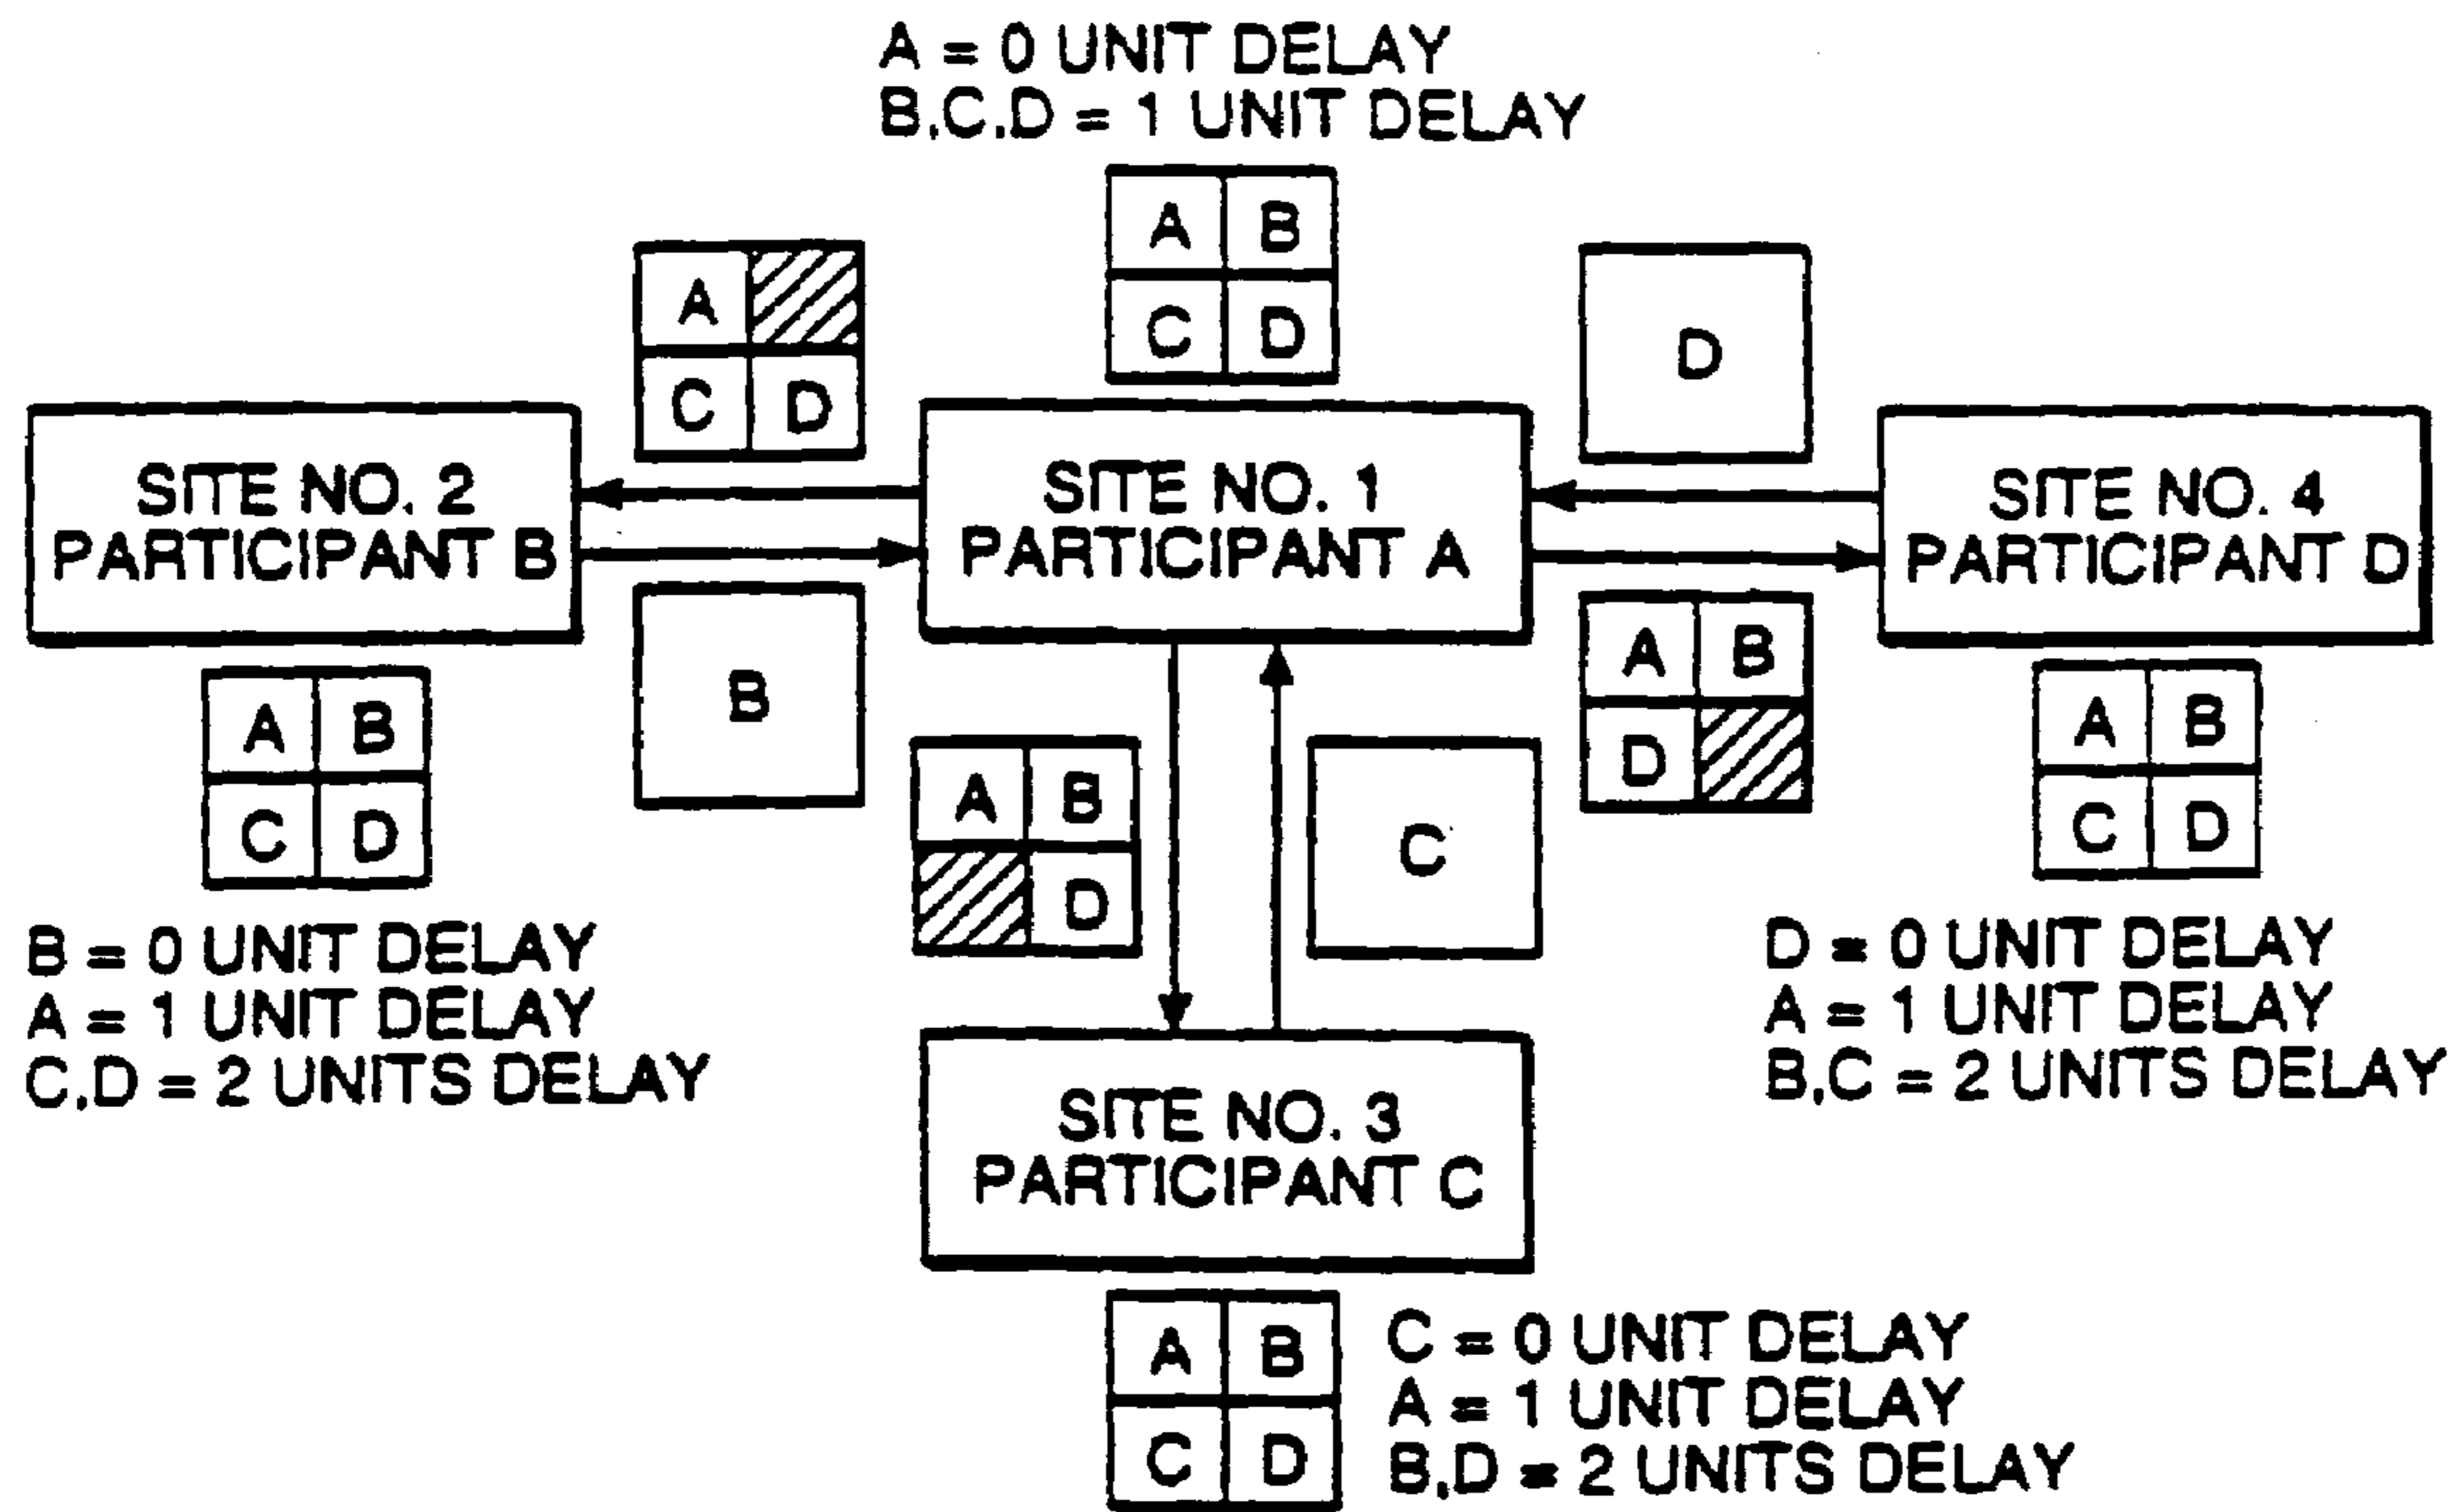 A = 0 UNIT DELAY
B,C,D = 1 UNIT DELAY
A B
C D
A
C D
D
SITE NO. 2
PARTICIPANT B
SITE NO. 1
PARTICIPANT A
SITE NO. 4
PARTICIPANT D
A B
C D
B
A B
D
C
A B
D
A B
C D
B = 0 UNIT DELAY
A = 1 UNIT DELAY
C,D = 2 UNITS DELAY
D = 0 UNIT DELAY
A = 1 UNIT DELAY
B,C = 2 UNITS DELAY
SITE NO. 3
PARTICIPANT C
A B
C D
C = 0 UNIT DELAY
A = 1 UNIT DELAY
B,D = 2 UNITS DELAY